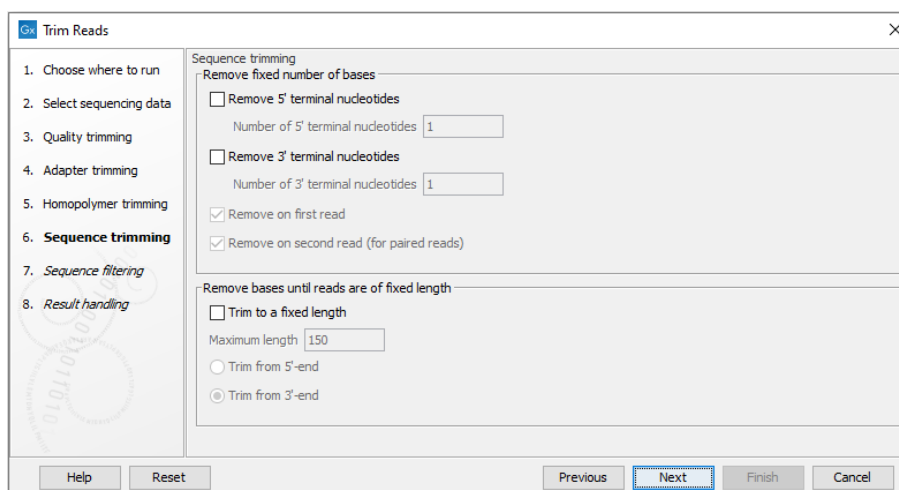 Gx Trim Reads
1. Choose where to run
2. Select sequencing data
3. Quality trimming
4. Adapter trimming
5. Homopolymer trimming
6. Sequence trimming
7. Sequence filtering
8. Result handling
Sequence trimming
Remove fixed number of bases
Remove 5' terminal nucleotides
Number of 5' terminal nucleotides 1
Remove 3' terminal nucleotides
Number of 3' terminal nucleotides 1
Remove on first read
Remove on second read (for paired reads)
Remove bases until reads are of fixed length
Trim to a fixed length
Maximum length 150
Trim from 5'-end
Trim from 3'-end
Help Reset Previous Next Finish Cancel